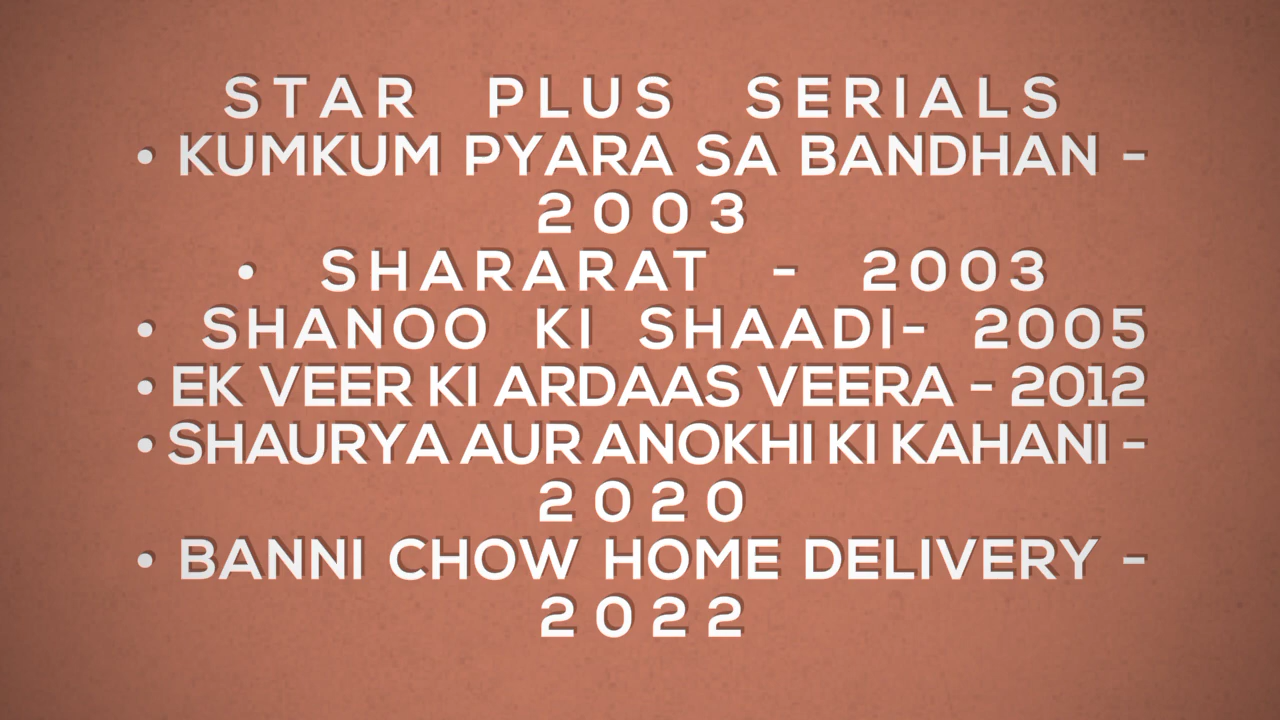 STAR PLUS SERIALS
• KUMKUM PYARA SA BANDHAN -
2003
• SHARARAT - 2003
• SHANOO KI SHAADI- 2005
• EK VEER KI ARDAAS VEERA - 2012
• SHAURYA AUR ANOKHI KI KAHANI -
2020
• BANNI CHOW HOME DELIVERY -
2022